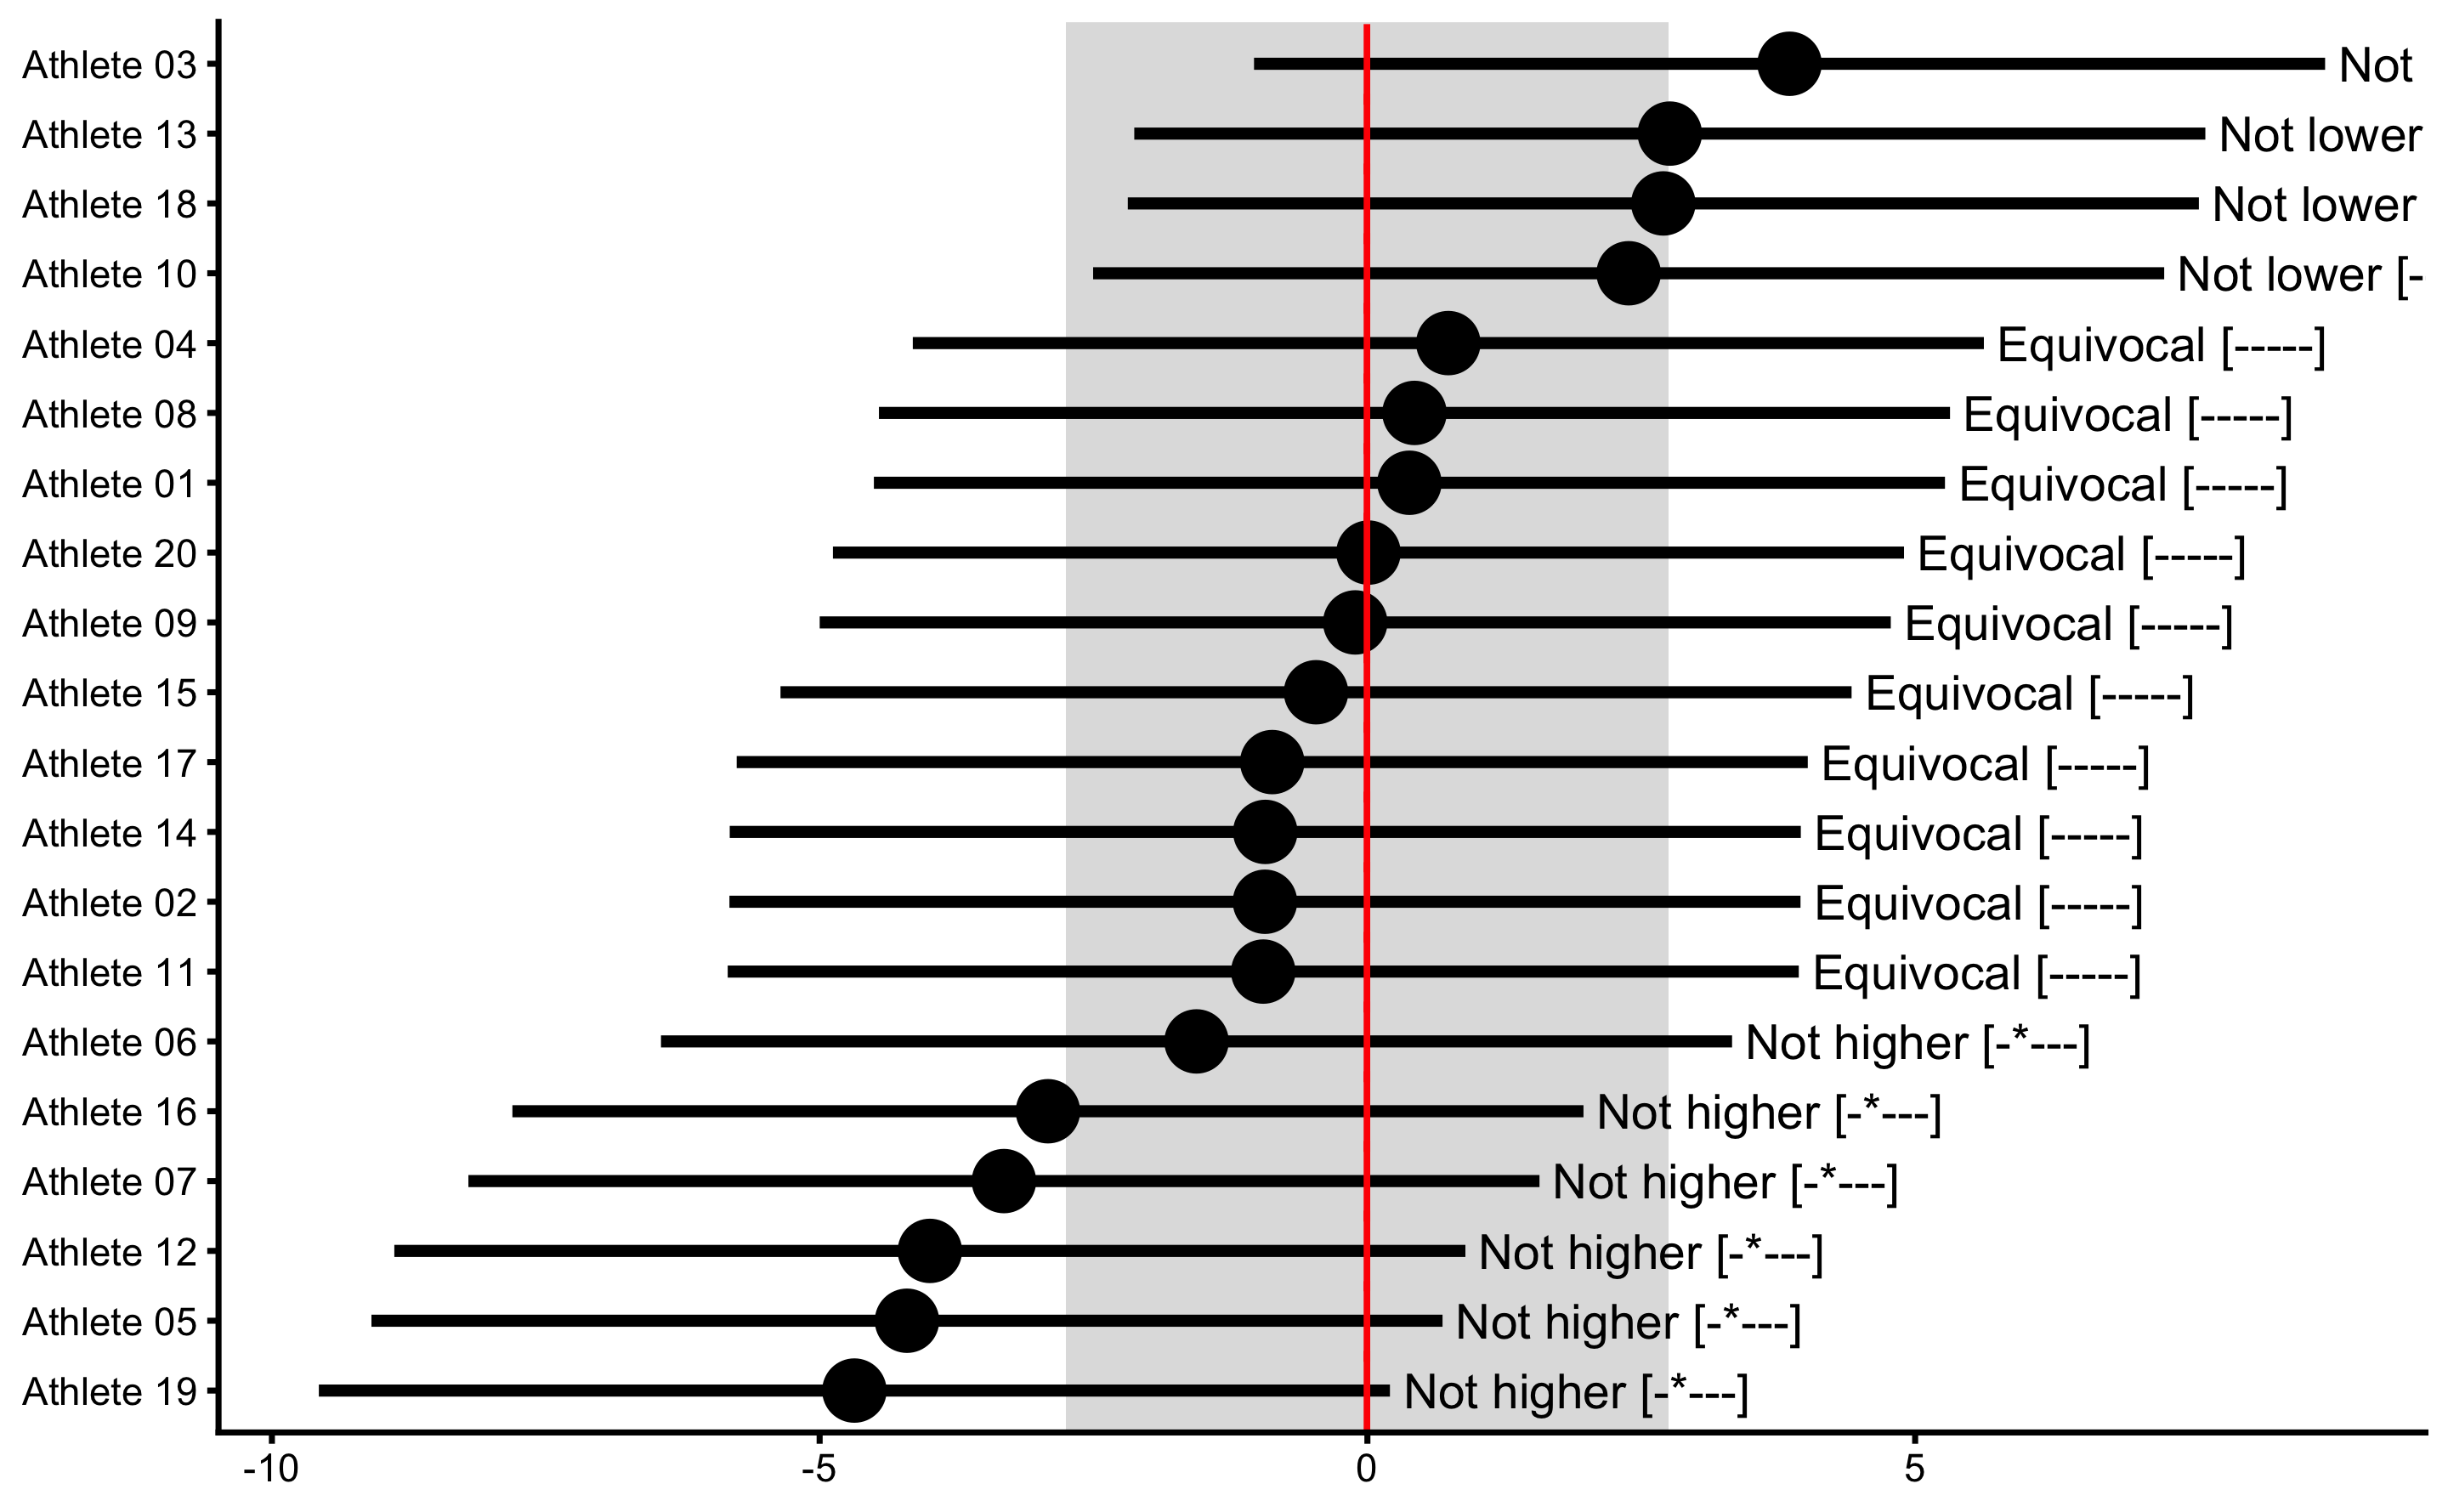 Athlete 03 Not
Athlete 13 Not lower
Athlete 18 Not lower
Athlete 10 Not lower [-
Athlete 04 Equivocal [-----]
Athlete 08 Equivocal [-----]
Athlete 01 Equivocal [-----]
Athlete 20 Equivocal [-----]
Athlete 09 Equivocal [-----]
Athlete 15 Equivocal [-----]
Athlete 17 Equivocal [-----]
Athlete 14 Equivocal [-----]
Athlete 02 Equivocal [-----]
Athlete 11 Equivocal [-----]
Athlete 06 Not higher [-*---]
Athlete 16 Not higher [-*---]
Athlete 07 Not higher [-*---]
Athlete 12 Not higher [-*---]
Athlete 05 Not higher [-*---]
Athlete 19 Not higher [-*---]
-10 -5 0 5